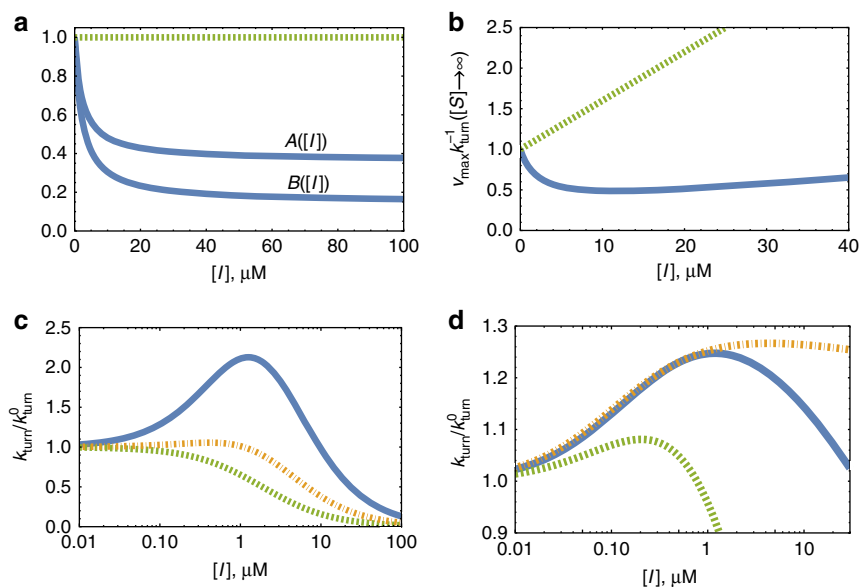 a
1.0
0.8
0.6
0.4
0.2
0.0
A([I])
B([I])
0 20 40 60 80 100
[I], μM
b
v_max k_turn^-1 ([S]→∞)
2.5
2.0
1.5
1.0
0.5
0.0
0 10 20 30 40
[I], μM
c
k_turn/k_turn^0
2.5
2.0
1.5
1.0
0.5
0.0
0.01 0.10 1 10 100
[I], μM
d
k_turn/k_turn^0
1.3
1.2
1.1
1.0
0.9
0.01 0.10 1 10
[I], μM